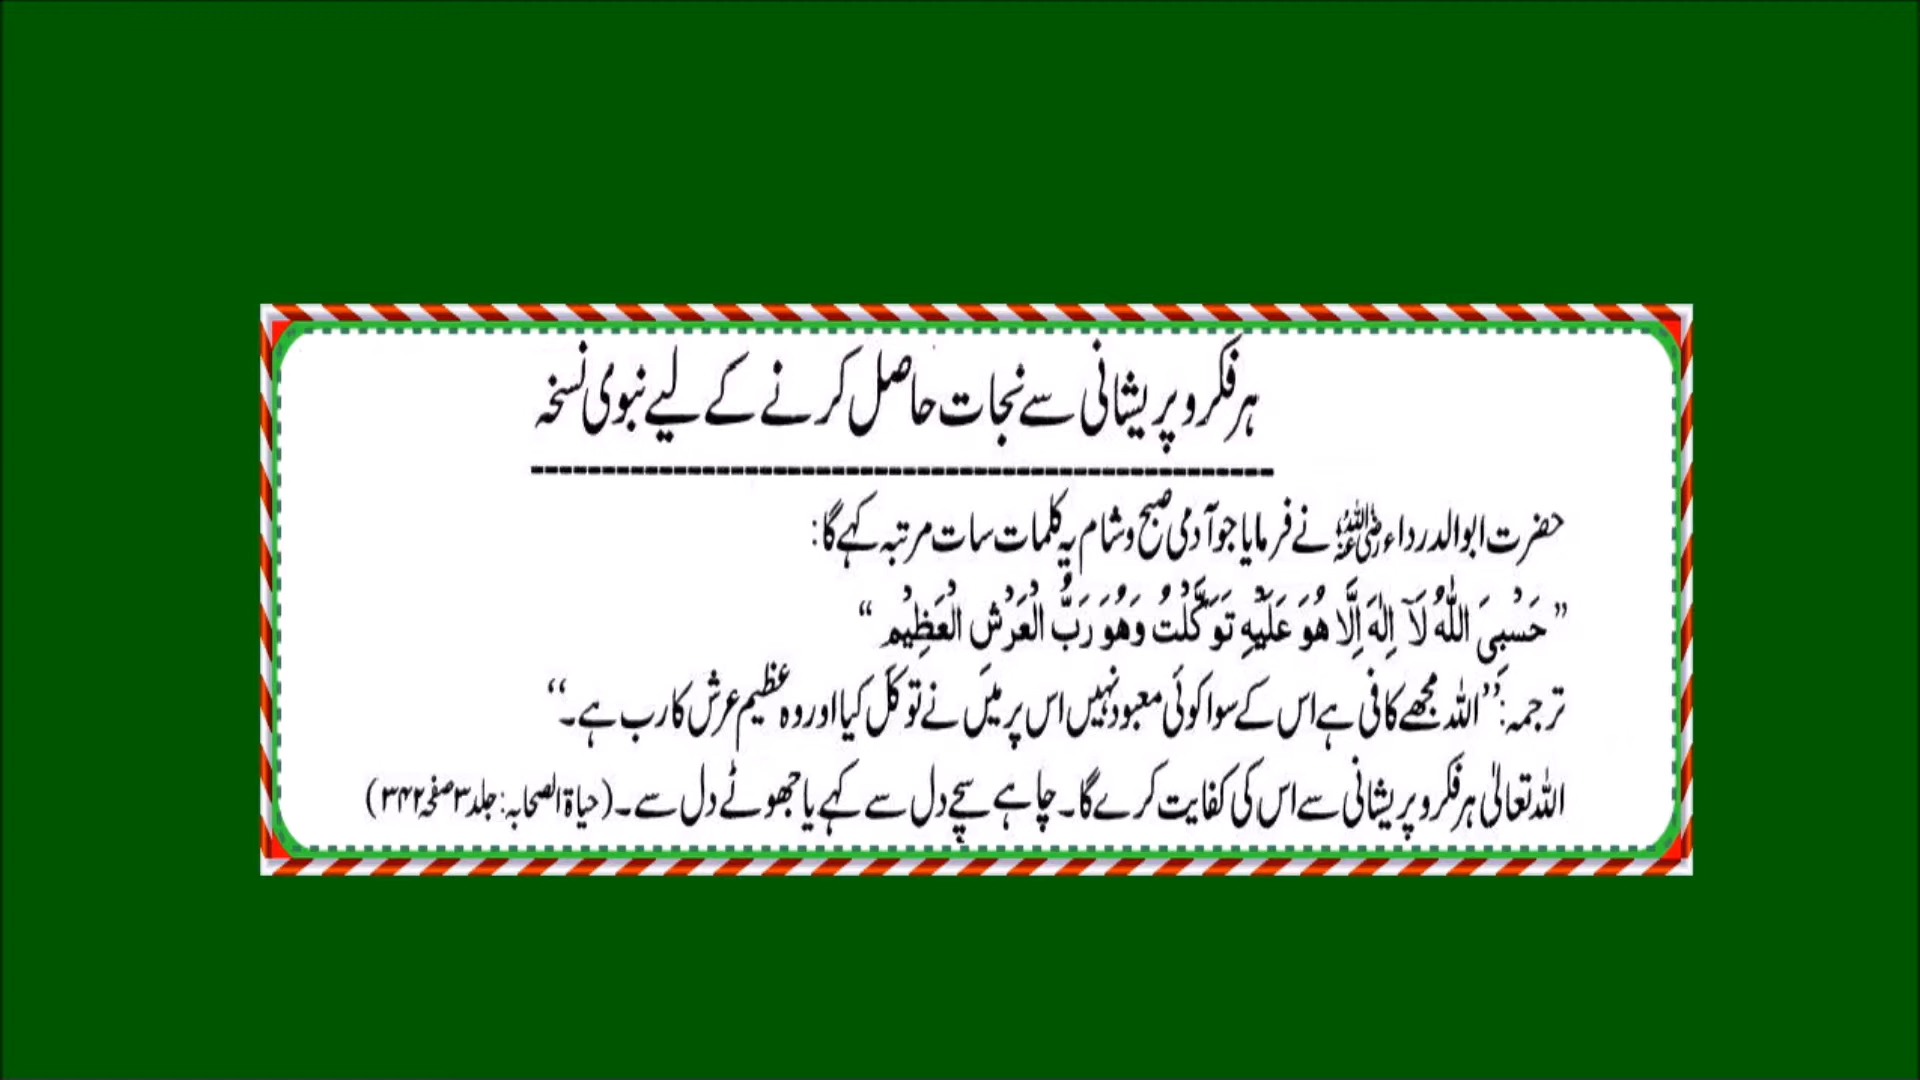 ہر فکر و پریشانی سے نجات حاصل کرنے کے لیے نبوی نسخہ
حضرت ابوالدرداء رضی اللہ عنہ نے فرمایا جو آدمی صبح و شام یہ کلمات سات مرتبہ کہے گا:
”حَسْبِیَ اللّٰهُ لَآ اِلٰهَ اِلَّا هُوَ عَلَیْهِ تَوَكَّلْتُ وَهُوَ رَبُّ الْعَرْشِ الْعَظِیْمِ“
ترجمہ: ’’اللہ مجھے کافی ہے اس کے سوا کوئی معبود نہیں اس پر میں نے توکل کیا اور وہ عظیم عرش کا رب ہے۔‘‘
اللہ تعالیٰ ہر فکر و پریشانی سے اس کی کفایت کرے گا۔ چاہے سچے دل سے کہے یا جھوٹے دل سے۔ (حیاۃ الصحابہ: جلد ۳ صفحہ ۳۴۲)